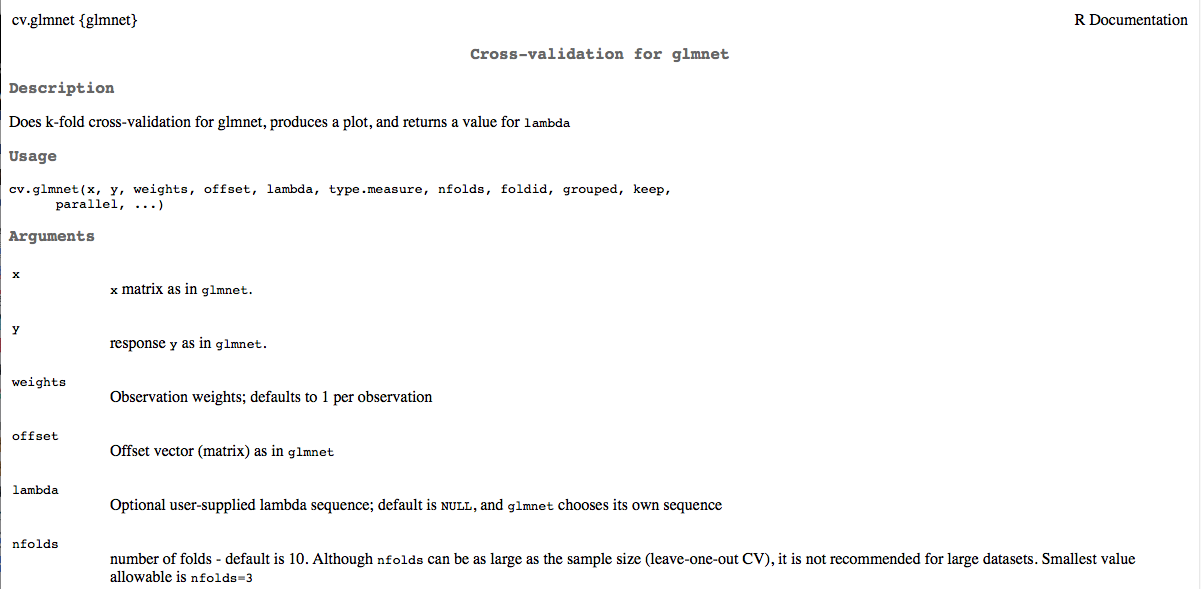 cv.glmnet {glmnet}
R Documentation
Cross-validation for glmnet
Description
Does k-fold cross-validation for glmnet, produces a plot, and returns a value for lambda
Usage
cv.glmnet(x, y, weights, offset, lambda, type.measure, nfolds, foldid, grouped, keep,
parallel, ...)
Arguments
x
x matrix as in glmnet.
y
response y as in glmnet.
weights
Observation weights; defaults to 1 per observation
offset
Offset vector (matrix) as in glmnet
lambda
Optional user-supplied lambda sequence; default is NULL, and glmnet chooses its own sequence
nfolds
number of folds - default is 10. Although nfolds can be as large as the sample size (leave-one-out CV), it is not recommended for large datasets. Smallest value
allowable is nfolds=3